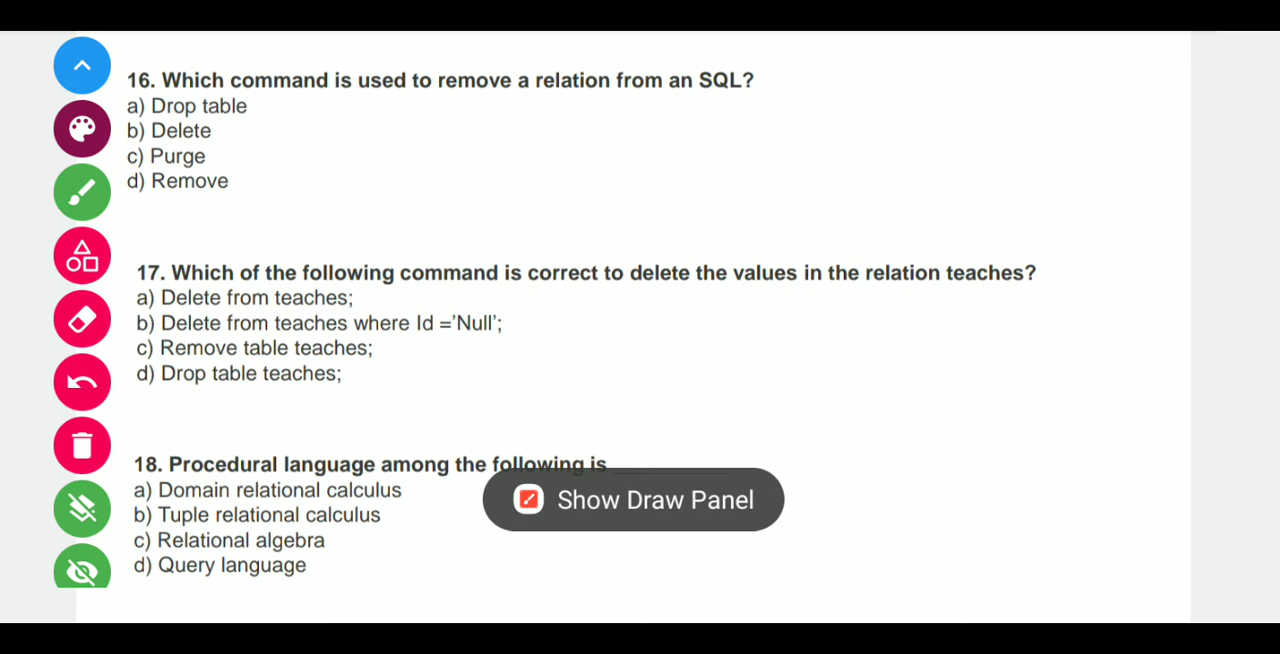 16. Which command is used to remove a relation from an SQL?
a) Drop table
b) Delete
c) Purge
d) Remove
17. Which of the following command is correct to delete the values in the relation teaches?
a) Delete from teaches;
b) Delete from teaches where Id =’Null’;
c) Remove table teaches;
d) Drop table teaches;
18. Procedural language among the following is
a) Domain relational calculus
b) Tuple relational calculus
c) Relational algebra
d) Query language
Show Draw Panel